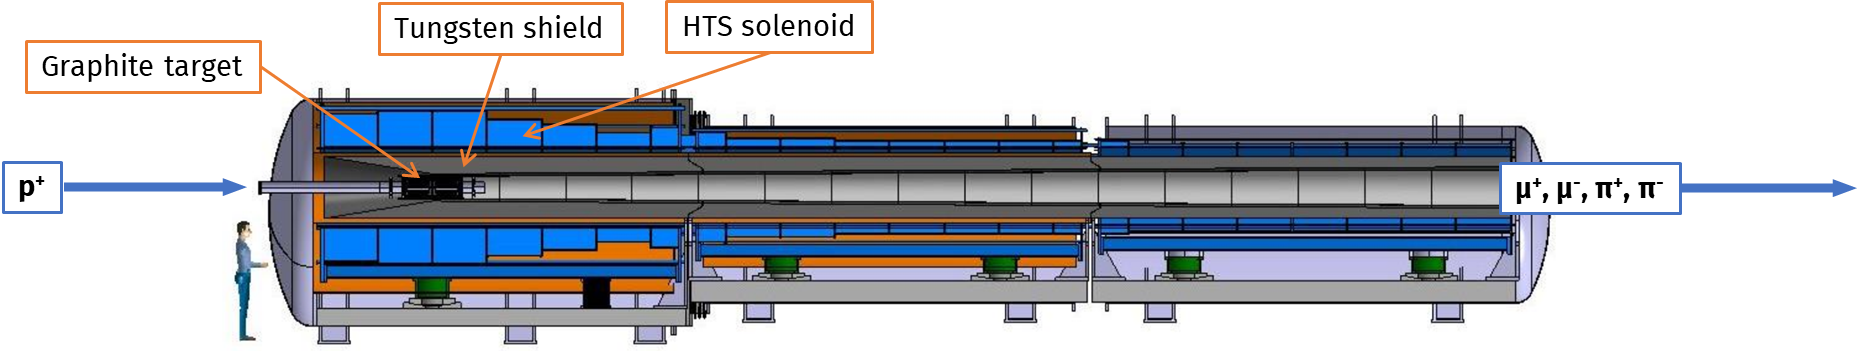 Graphite target
Tungsten shield
HTS solenoid
p⁺
μ⁺, μ⁻, π⁺, π⁻